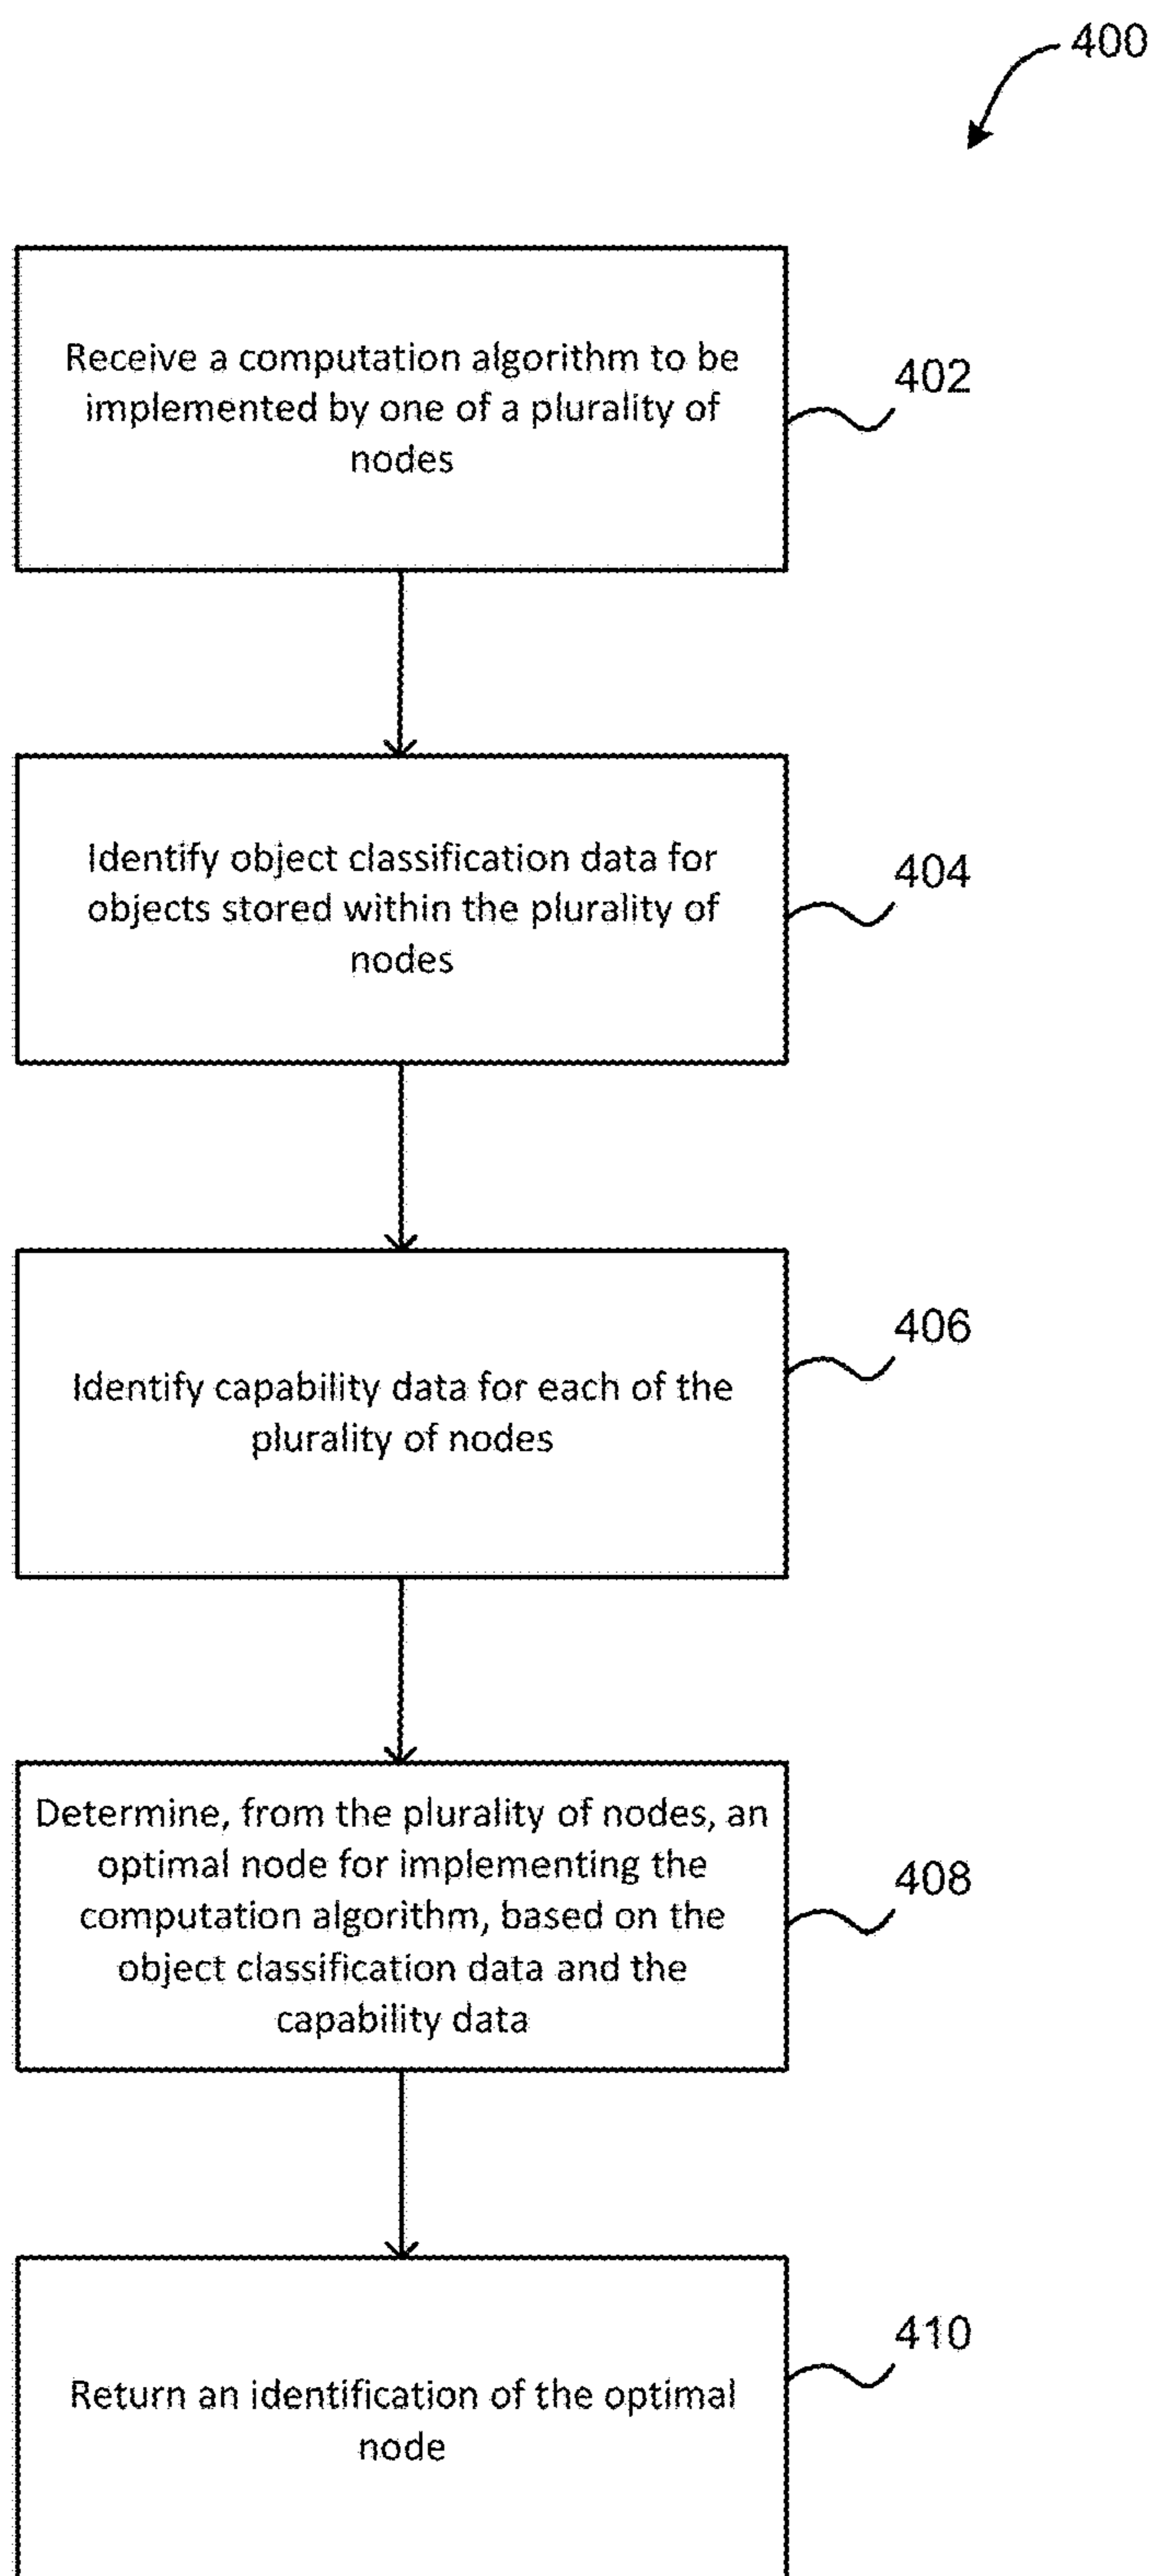 400
Receive a computation algorithm to be
implemented by one of a plurality of
nodes
402
Identify object classification data for
objects stored within the plurality of
nodes
404
Identify capability data for each of the
plurality of nodes
406
Determine, from the plurality of nodes, an
optimal node for implementing the
computation algorithm, based on the
object classification data and the
capability data
408
Return an identification of the optimal
node
410